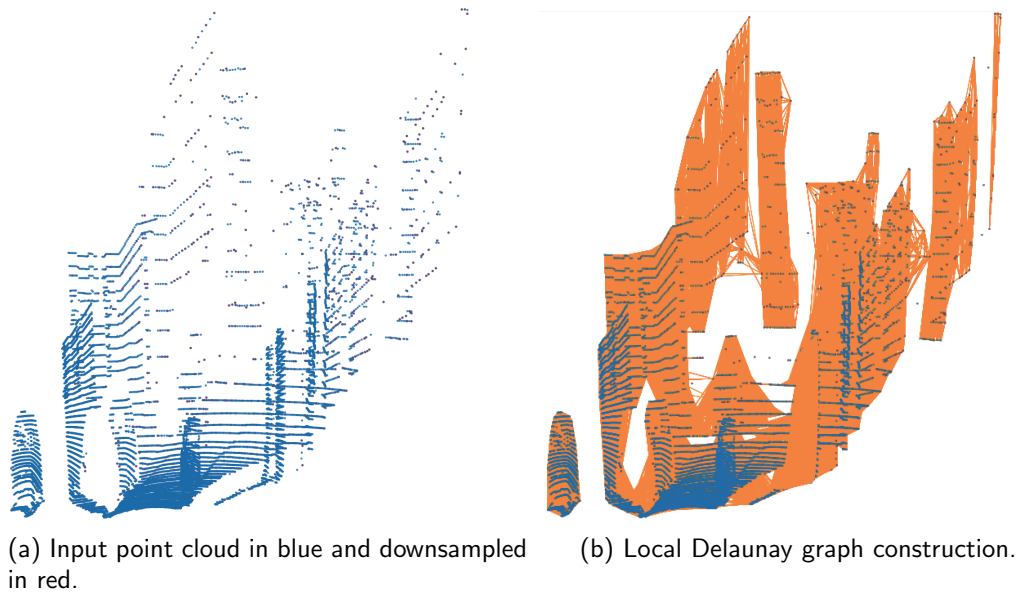 (a) Input point cloud in blue and downsampled
in red.
(b) Local Delaunay graph construction.